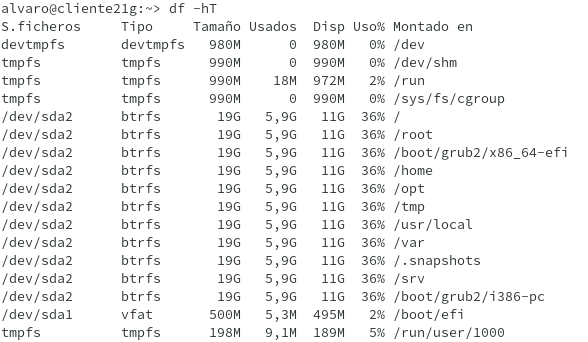 alvaro@cliente21g:~> df -hT
S.ficheros     Tipo     Tamaño Usados  Disp Uso% Montado en
devtmpfs       devtmpfs   980M      0  980M   0% /dev
tmpfs          tmpfs      990M      0  990M   0% /dev/shm
tmpfs          tmpfs      990M    18M  972M   2% /run
tmpfs          tmpfs      990M      0  990M   0% /sys/fs/cgroup
/dev/sda2      btrfs       19G   5,9G   11G  36% /
/dev/sda2      btrfs       19G   5,9G   11G  36% /root
/dev/sda2      btrfs       19G   5,9G   11G  36% /boot/grub2/x86_64-efi
/dev/sda2      btrfs       19G   5,9G   11G  36% /home
/dev/sda2      btrfs       19G   5,9G   11G  36% /opt
/dev/sda2      btrfs       19G   5,9G   11G  36% /tmp
/dev/sda2      btrfs       19G   5,9G   11G  36% /usr/local
/dev/sda2      btrfs       19G   5,9G   11G  36% /var
/dev/sda2      btrfs       19G   5,9G   11G  36% /.snapshots
/dev/sda2      btrfs       19G   5,9G   11G  36% /srv
/dev/sda2      btrfs       19G   5,9G   11G  36% /boot/grub2/i386-pc
/dev/sda1      vfat       500M   5,3M  495M   2% /boot/efi
tmpfs          tmpfs      198M   9,1M  189M   5% /run/user/1000